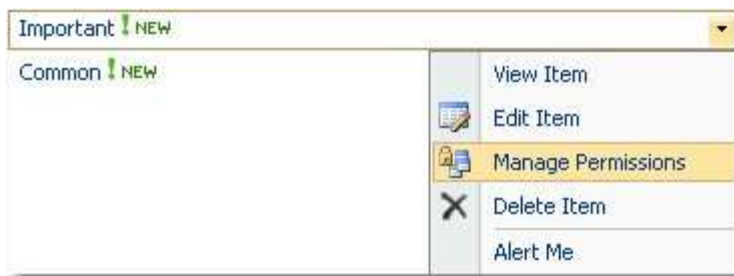 Important ! NEW
Common ! NEW
View Item
Edit Item
Manage Permissions
Delete Item
Alert Me